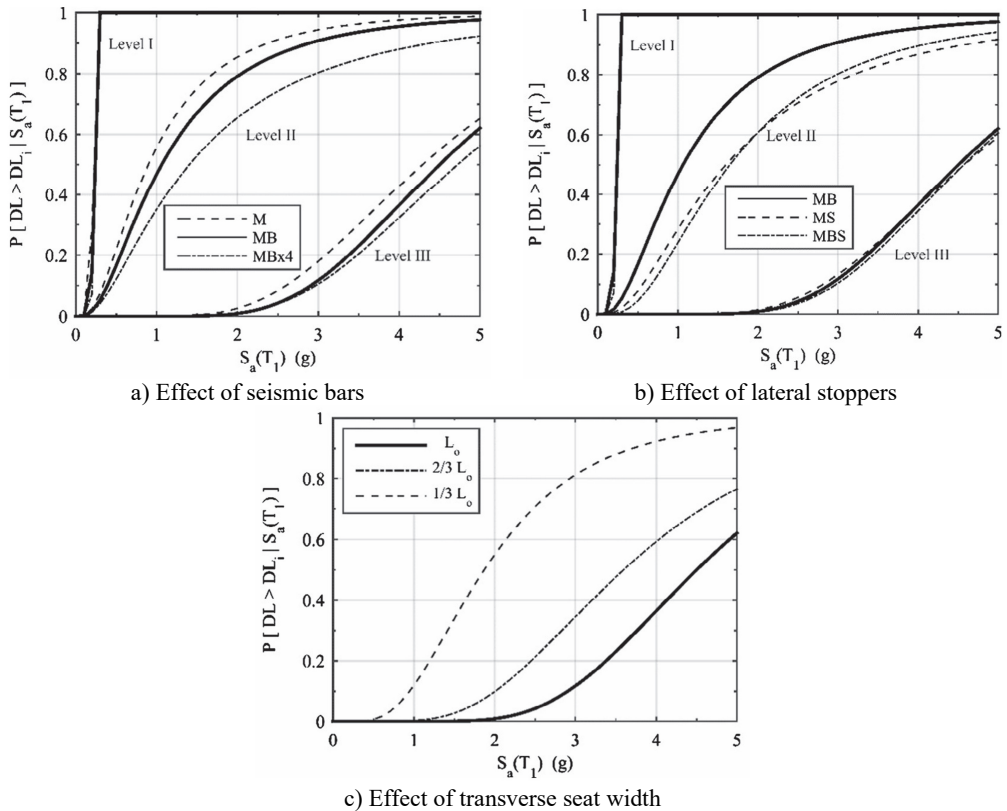 P [ DL > DL_i | S_a(T_1) ]
1
0.8
0.6
0.4
0.2
0
Level I
Level II
Level III
M
MB
MBx4
0 1 2 3 4 5
S_a(T_1) (g)
a) Effect of seismic bars
P [ DL > DL_i | S_a(T_1) ]
1
0.8
0.6
0.4
0.2
0
Level I
Level II
Level III
MB
MS
MBS
0 1 2 3 4 5
S_a(T_1) (g)
b) Effect of lateral stoppers
P [ DL > DL_i | S_a(T_1) ]
1
0.8
0.6
0.4
0.2
0
L_o
2/3 L_o
1/3 L_o
0 1 2 3 4 5
S_a(T_1) (g)
c) Effect of transverse seat width